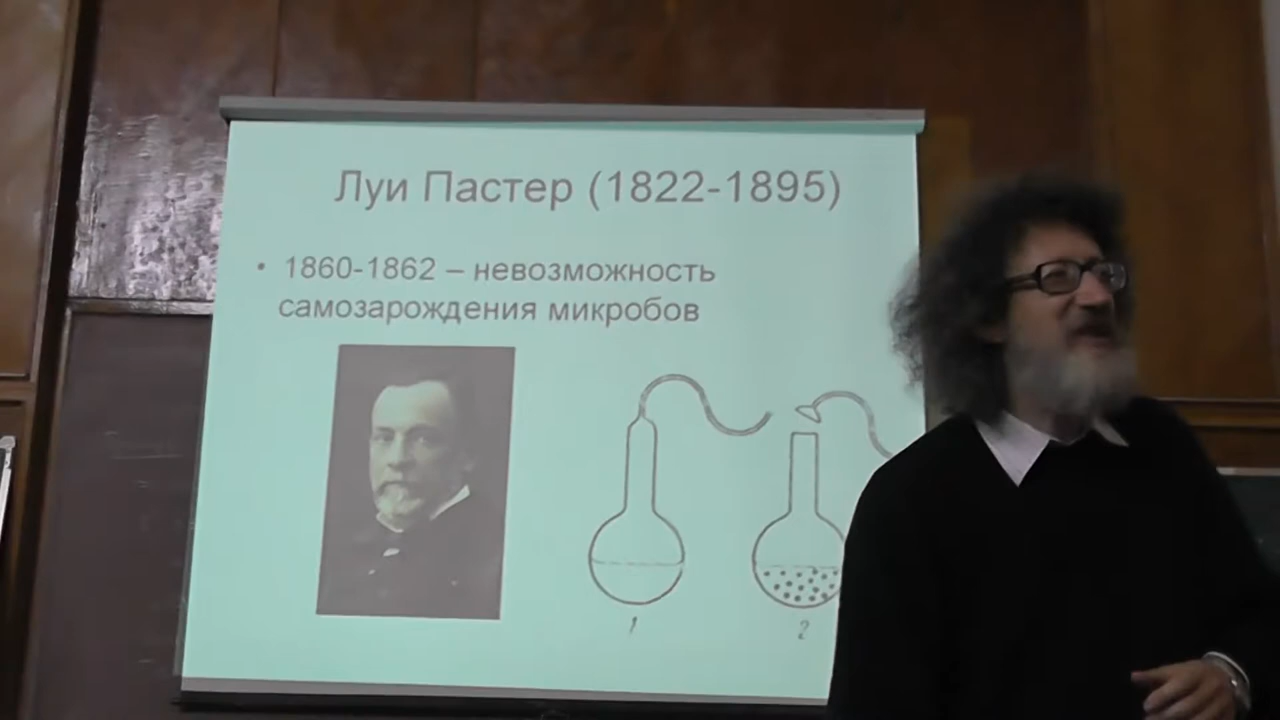 Луи Пастер (1822-1895)
• 1860-1862 – невозможность
самозарождения микробов
1
2